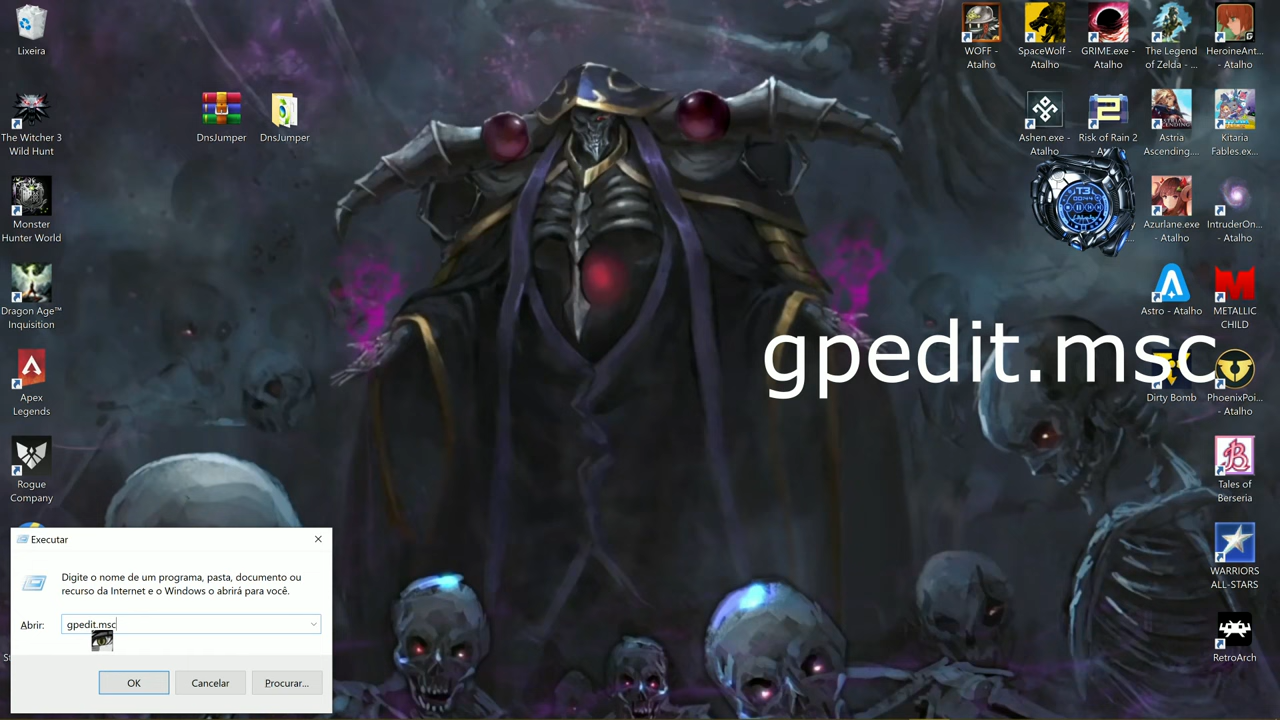 Lixeira
The Witcher 3
Wild Hunt
Monster
Hunter World
Dragon Age™
Inquisition
Apex
Legends
Rogue
Company
DnsJumper
DnsJumper
WOFF -
Atalho
SpaceWolf -
Atalho
GRIME.exe -
Atalho
The Legend
of Zelda - ...
HeroineAnt...
- Atalho
Ashen.exe -
Atalho
Risk of Rain 2
Astria
Ascending....
Kitaria
Fables.ex...
T3
00:44
Azurlane.exe
- Atalho
IntruderOn...
- Atalho
Astro - Atalho
METALLIC
CHILD
gpedit.msc
Dirty Bomb
PhoenixPoi...
- Atalho
Tales of
Berseria
WARRIORS
ALL-STARS
RetroArch
Executar
Digite o nome de um programa, pasta, documento ou
recurso da Internet e o Windows o abrirá para você.
Abrir:
gpedit.msc
OK
Cancelar
Procurar...